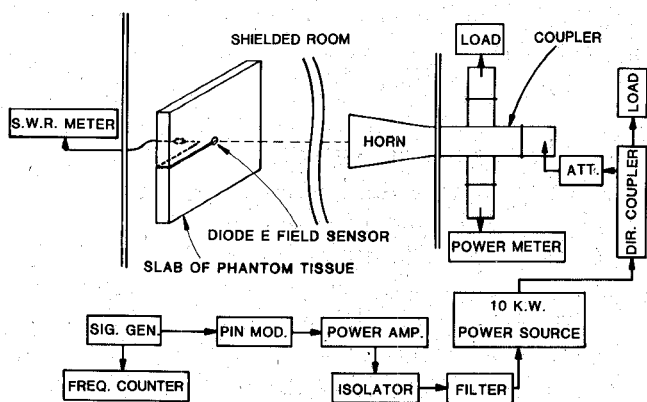 SHIELDED ROOM
LOAD
COUPLER
LOAD
S.W.R. METER
HORN
ATT.
DIR. COUPLER
DIODE E FIELD SENSOR
POWER METER
SLAB OF PHANTOM TISSUE
10 K.W.
POWER SOURCE
SIG. GEN.
PIN MOD.
POWER AMP.
FREQ. COUNTER
ISOLATOR
FILTER